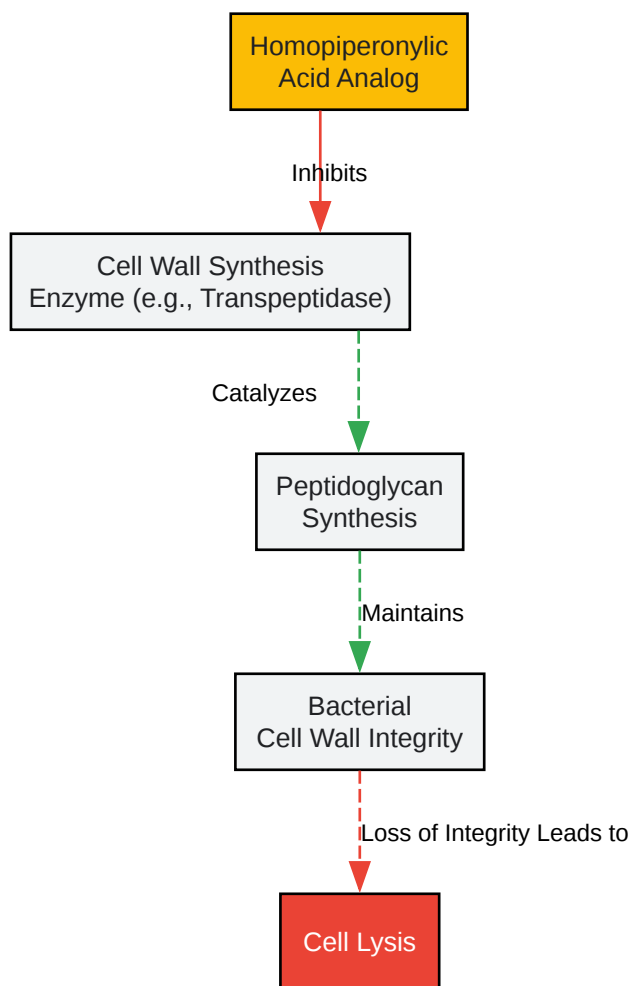 Homopiperonylic
Acid Analog
Inhibits
Cell Wall Synthesis
Enzyme (e.g., Transpeptidase)
Catalyzes
Peptidoglycan
Synthesis
Maintains
Bacterial
Cell Wall Integrity
Loss of Integrity Leads to
Cell Lysis